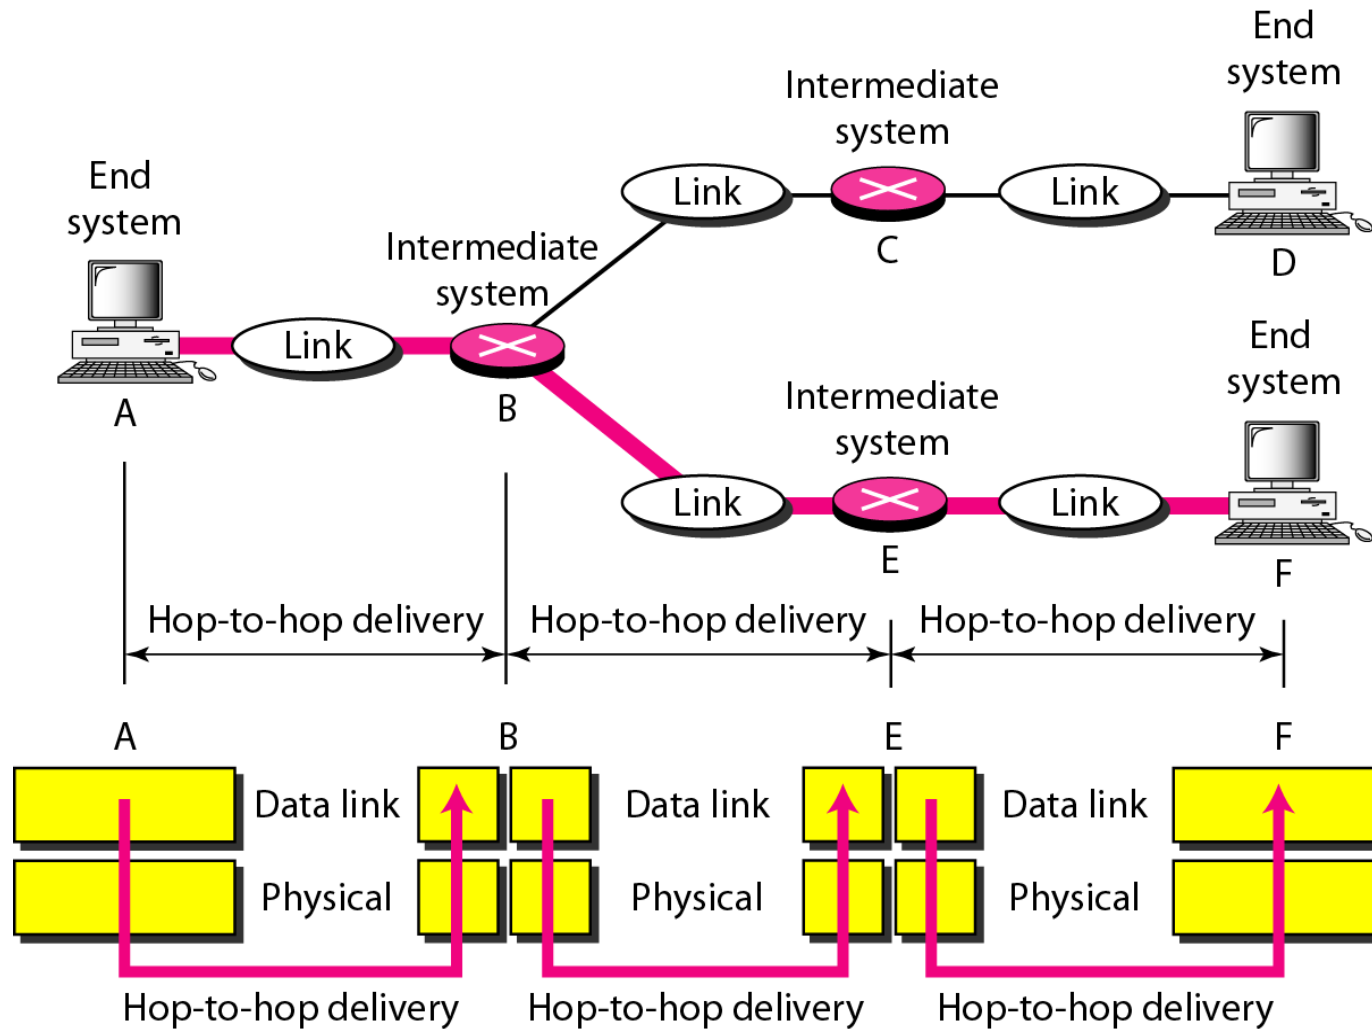 End
system
Intermediate
system
End
system
Link
Link
C
D
Intermediate
system
Link
A
B
End
system
Intermediate
system
Link
Link
E
F
Hop-to-hop delivery
Hop-to-hop delivery
Hop-to-hop delivery
A
B
E
F
Data link
Data link
Data link
Physical
Physical
Physical
Hop-to-hop delivery
Hop-to-hop delivery
Hop-to-hop delivery